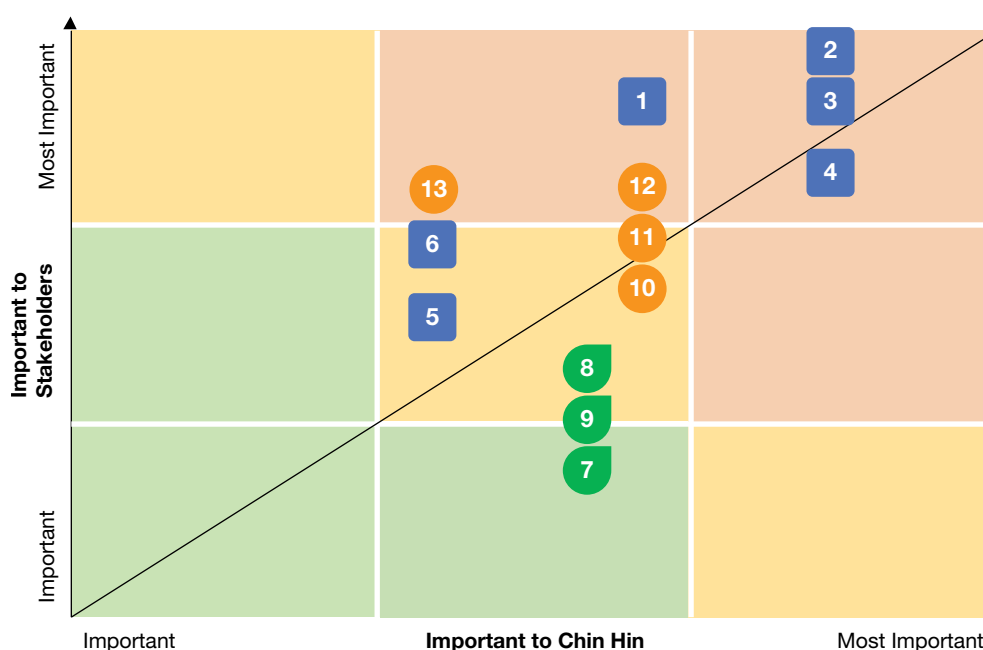 Most Important
Important to
Stakeholders
Important
2
1
3
4
13
12
6
11
10
5
8
9
7
Important
Important to Chin Hin
Most Important